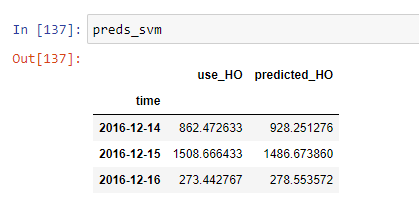 In [137]: preds_svm
Out[137]:
use_HO predicted_HO
time
2016-12-14 862.472633 928.251276
2016-12-15 1508.666433 1486.673860
2016-12-16 273.442767 278.553572